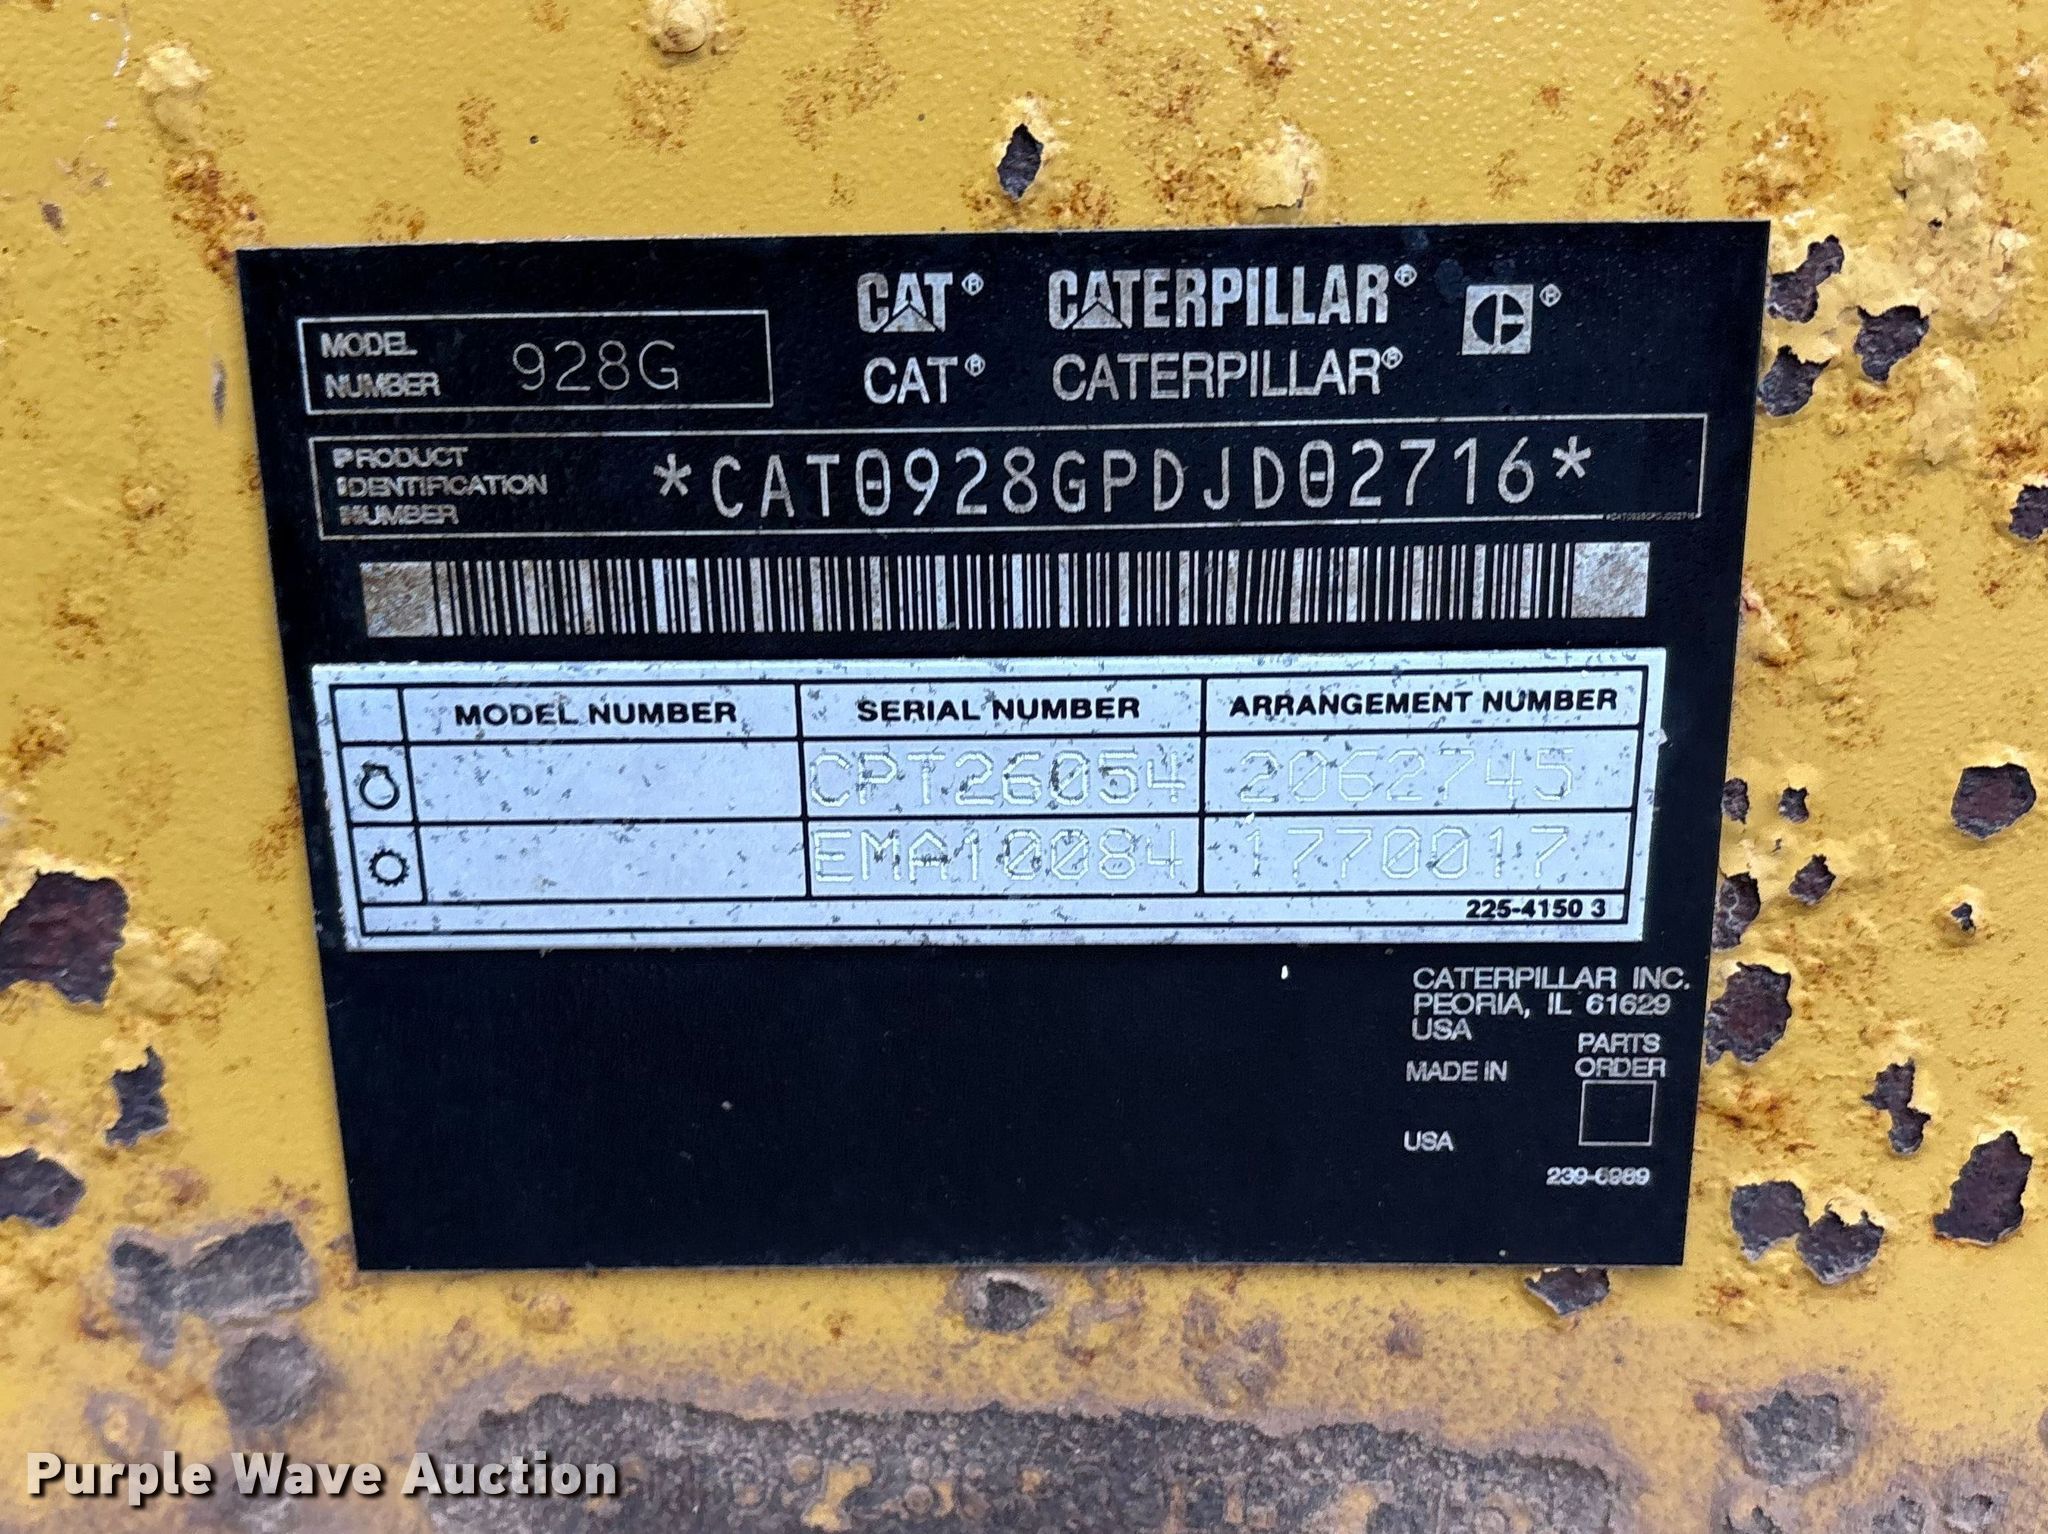 CAT® CATERPILLAR® ®
CAT® CATERPILLAR®
MODEL
NUMBER 928G
PRODUCT
IDENTIFICATION
NUMBER
*CAT0928GPDJD02716*
*CAT0928GPDJD02716*
MODEL NUMBER SERIAL NUMBER ARRANGEMENT NUMBER
CPT26054 2062745
EMA10084 1770017
225-4150 3
CATERPILLAR INC.
PEORIA, IL 61629
USA
PARTS
MADE IN ORDER
USA
239-6989
Purple Wave Auction